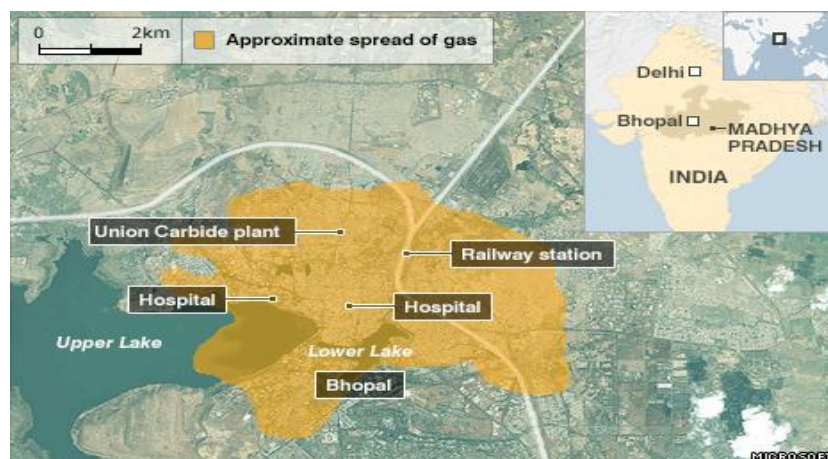 0 2km
Approximate spread of gas
Delhi
Bhopal
MADHYA
PRADESH
INDIA
Union Carbide plant
Railway station
Hospital
Hospital
Upper Lake
Lower Lake
Bhopal
MICROSOFT